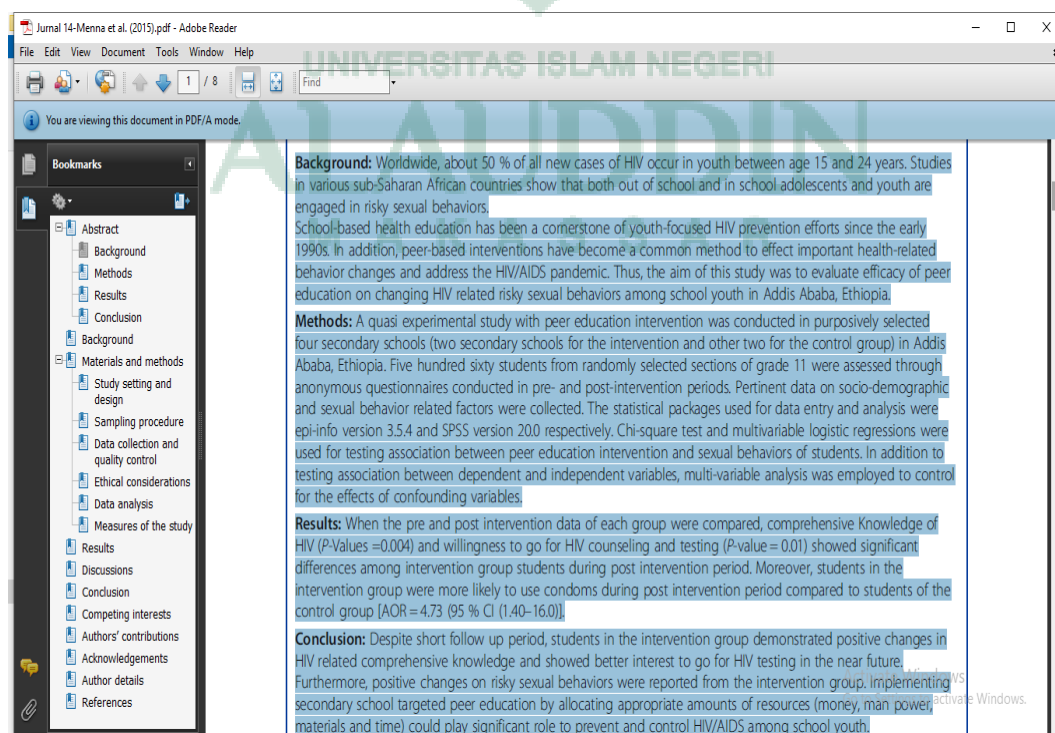 Jurnal 14-Menna et al. (2015).pdf - Adobe Reader
File Edit View Document Tools Window Help
UNIVERSITAS ISLAM NEGERI
1 / 8 Find
You are viewing this document in PDF/A mode.
ALAUDDIN
MAKASSAR
Bookmarks
Abstract
Background
Methods
Results
Conclusion
Background
Materials and methods
Study setting and
design
Sampling procedure
Data collection and
quality control
Ethical considerations
Data analysis
Measures of the study
Results
Discussions
Conclusion
Competing interests
Authors' contributions
Acknowledgements
Author details
References
Background: Worldwide, about 50 % of all new cases of HIV occur in youth between age 15 and 24 years. Studies
in various sub-Saharan African countries show that both out of school and in school adolescents and youth are
engaged in risky sexual behaviors.
School-based health education has been a cornerstone of youth-focused HIV prevention efforts since the early
1990s. In addition, peer-based interventions have become a common method to effect important health-related
behavior changes and address the HIV/AIDS pandemic. Thus, the aim of this study was to evaluate efficacy of peer
education on changing HIV related risky sexual behaviors among school youth in Addis Ababa, Ethiopia.
Methods: A quasi experimental study with peer education intervention was conducted in purposively selected
four secondary schools (two secondary schools for the intervention and other two for the control group) in Addis
Ababa, Ethiopia. Five hundred sixty students from randomly selected sections of grade 11 were assessed through
anonymous questionnaires conducted in pre- and post-intervention periods. Pertinent data on socio-demographic
and sexual behavior related factors were collected. The statistical packages used for data entry and analysis were
epi-info version 3.5.4 and SPSS version 20.0 respectively. Chi-square test and multivariable logistic regressions were
used for testing association between peer education intervention and sexual behaviors of students. In addition to
testing association between dependent and independent variables, multi-variable analysis was employed to control
for the effects of confounding variables.
Results: When the pre and post intervention data of each group were compared, comprehensive Knowledge of
HIV (P-Values =0.004) and willingness to go for HIV counseling and testing (P-value = 0.01) showed significant
differences among intervention group students during post intervention period. Moreover, students in the
intervention group were more likely to use condoms during post intervention period compared to students of the
control group [AOR = 4.73 (95 % CI (1.40–16.0)].
Conclusion: Despite short follow up period, students in the intervention group demonstrated positive changes in
HIV related comprehensive knowledge and showed better interest to go for HIV testing in the near future.
Furthermore, positive changes on risky sexual behaviors were reported from the intervention group. Implementing
secondary school targeted peer education by allocating appropriate amounts of resources (money, man power,
materials and time) could play significant role to prevent and control HIV/AIDS among school youth.
activate Windows.